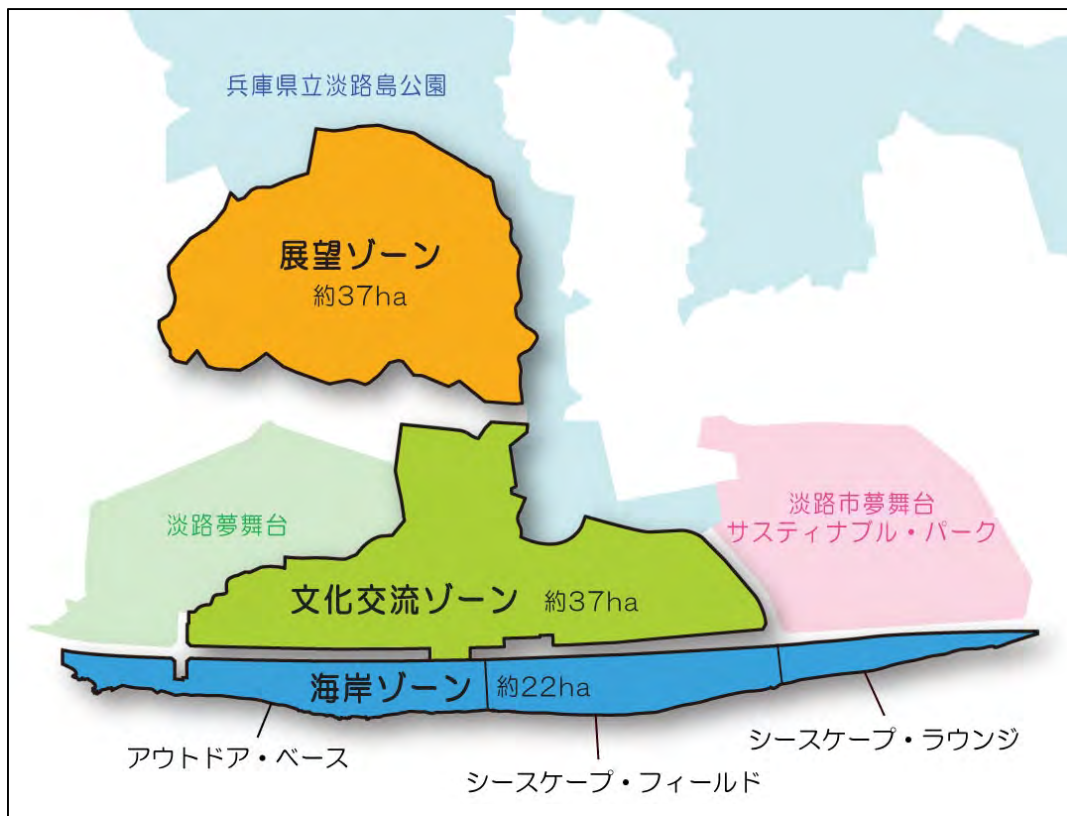 兵庫県立淡路島公園
展望ゾーン
約37ha
淡路夢舞台
淡路市夢舞台
サスティナブル・パーク
文化交流ゾーン 約37ha
海岸ゾーン 約22ha
アウトドア・ベース
シースケープ・フィールド
シースケープ・ラウンジ